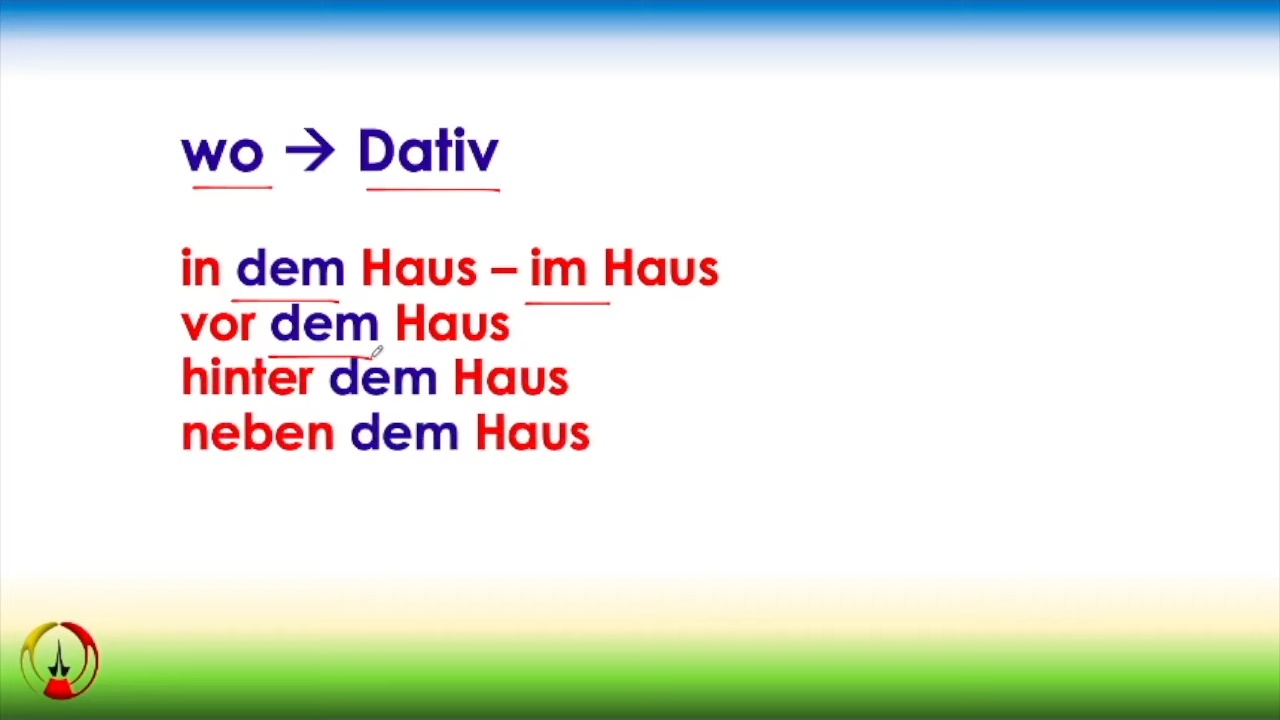 wo → Dativ
in dem Haus – im Haus
vor dem Haus
hinter dem Haus
neben dem Haus